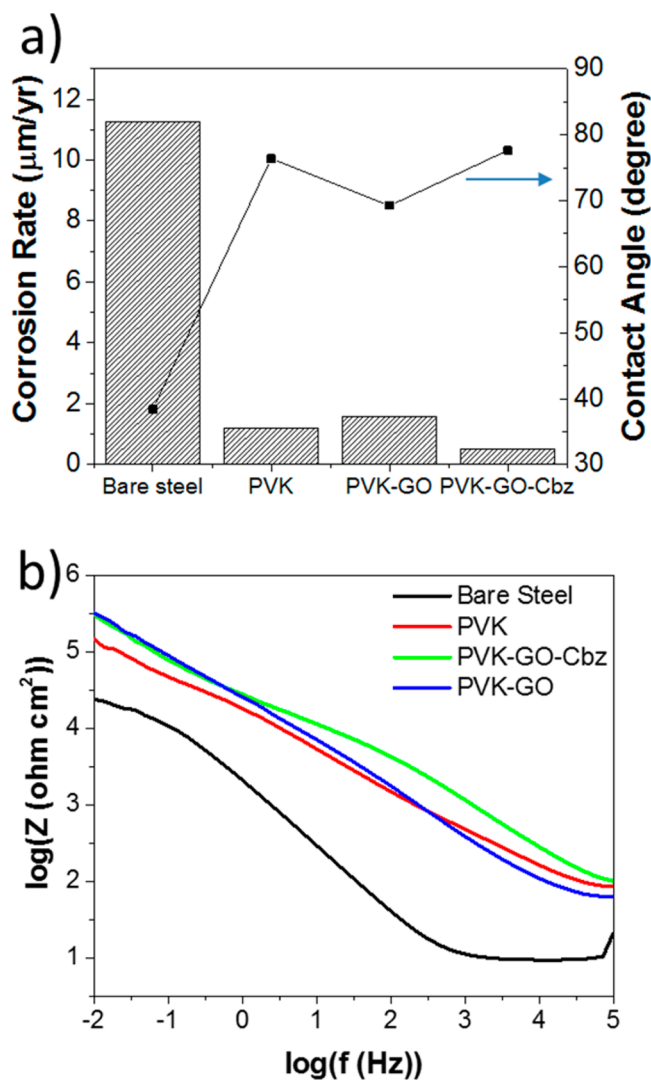 a)
Corrosion Rate (μm/yr)
12
10
8
6
4
2
0
90
80
70
60
50
40
30
Contact Angle (degree)
Bare steel
PVK
PVK-GO
PVK-GO-Cbz
b)
log(Z (ohm cm²))
6
5
4
3
2
1
Bare Steel
PVK
PVK-GO-Cbz
PVK-GO
-2
-1
0
1
2
3
4
5
log(f (Hz))